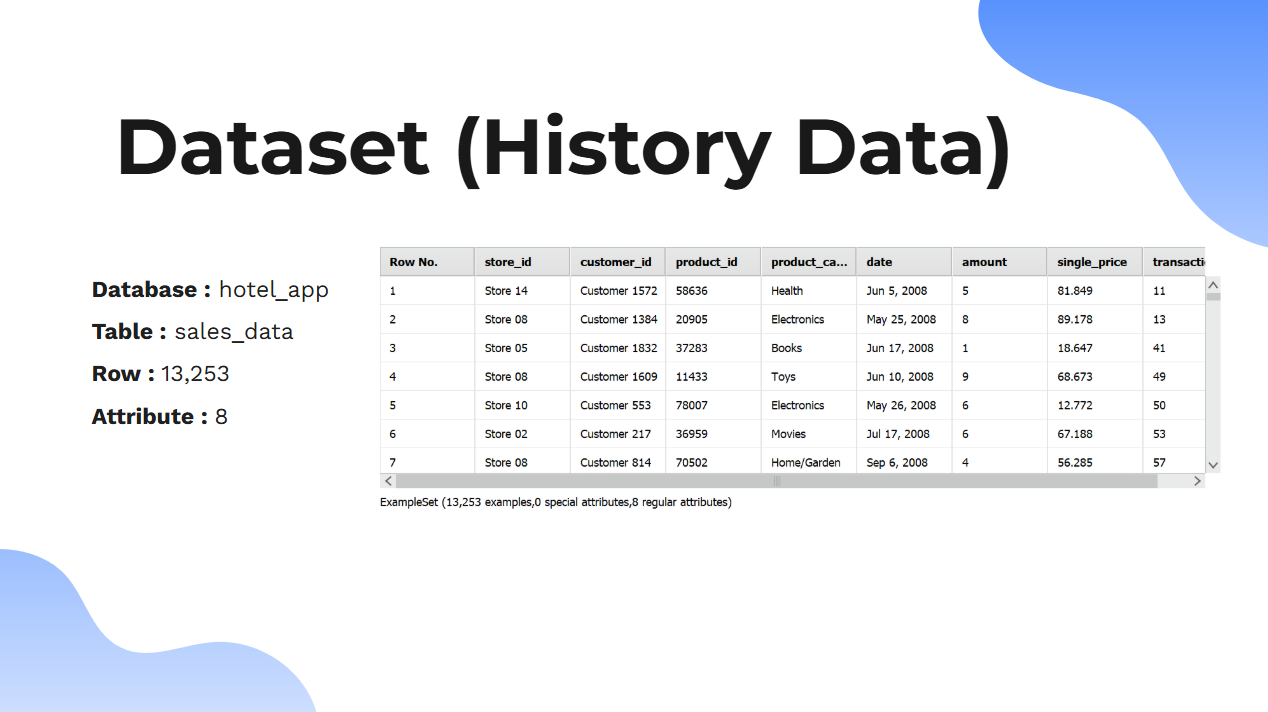 Dataset (History Data)
Database : hotel_app
Table : sales_data
Row : 13,253
Attribute : 8
Row No. store_id customer_id product_id product_ca... date amount single_price transacti
1 Store 14 Customer 1572 58636 Health Jun 5, 2008 5 81.849 11
2 Store 08 Customer 1384 20905 Electronics May 25, 2008 8 89.178 13
3 Store 05 Customer 1832 37283 Books Jun 17, 2008 1 18.647 41
4 Store 08 Customer 1609 11433 Toys Jun 10, 2008 9 68.673 49
5 Store 10 Customer 553 78007 Electronics May 26, 2008 6 12.772 50
6 Store 02 Customer 217 36959 Movies Jul 17, 2008 6 67.188 53
7 Store 08 Customer 814 70502 Home/Garden Sep 6, 2008 4 56.285 57
ExampleSet (13,253 examples,0 special attributes,8 regular attributes)